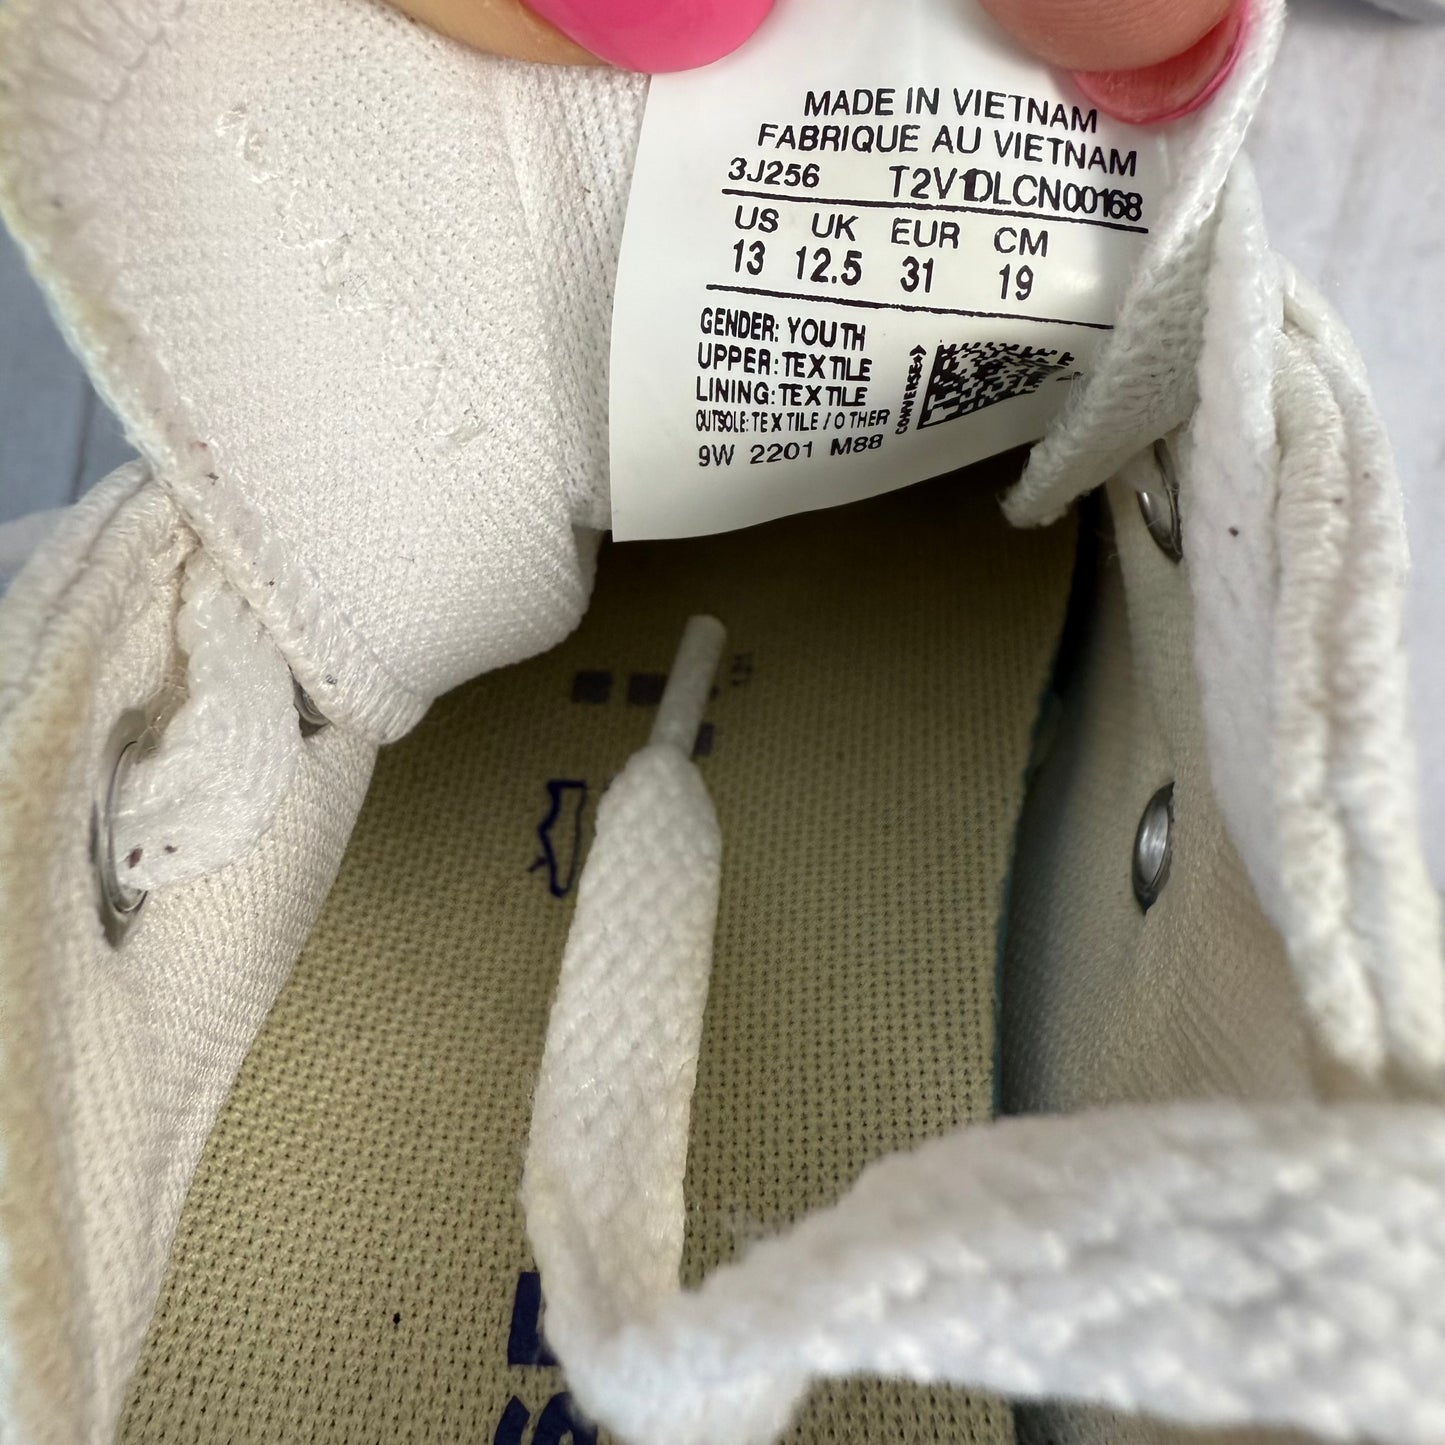 MADE IN VIETNAM
FABRIQUE AU VIETNAM
3J256 T2V1DLCN00168
US UK EUR CM
13 12.5 31 19
GENDER: YOUTH
UPPER: TEXTILE
LINING: TEXTILE
OUTSOLE: TEXTILE / OTHER
9W 2201 M88
CONVERSE